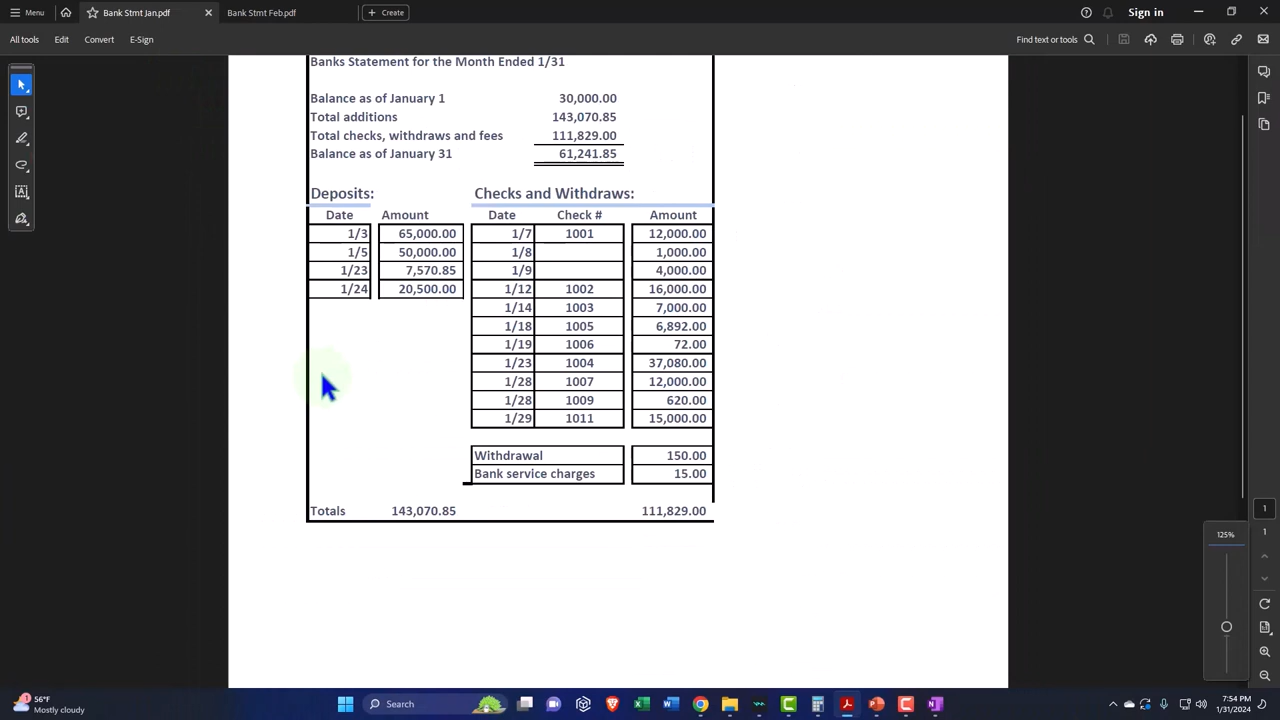 Menu
Bank Stmt Jan.pdf
Bank Stmt Feb.pdf
Create
Sign in
All tools Edit Convert E-Sign
Find text or tools
Banks Statement for the Month Ended 1/31
Balance as of January 1 30,000.00
Total additions 143,070.85
Total checks, withdraws and fees 111,829.00
Balance as of January 31 61,241.85
Deposits: Checks and Withdraws:
Date Amount Date Check # Amount
1/3 65,000.00 1/7 1001 12,000.00
1/5 50,000.00 1/8 1,000.00
1/23 7,570.85 1/9 4,000.00
1/24 20,500.00 1/12 1002 16,000.00
1/14 1003 7,000.00
1/18 1005 6,892.00
1/19 1006 72.00
1/23 1004 37,080.00
1/28 1007 12,000.00
1/28 1009 620.00
1/29 1011 15,000.00
Withdrawal 150.00
Bank service charges 15.00
Totals 143,070.85 111,829.00
1
1
125%
1
56°F
Mostly cloudy
Search
7:54 PM
1/1/2024